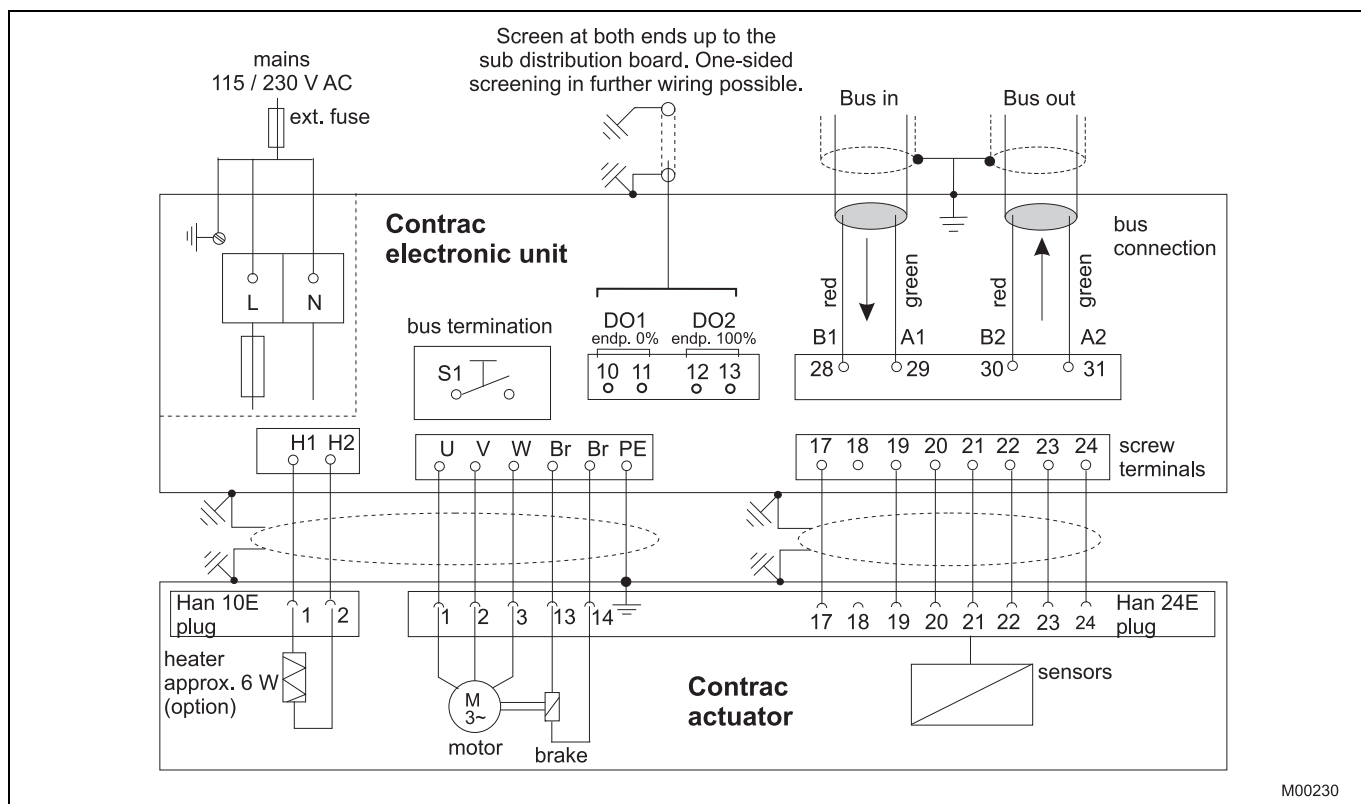 Screen at both ends up to the
sub distribution board. One-sided
screening in further wiring possible.
mains
115 / 230 V AC
ext. fuse
Bus in
Bus out
Contrac
electronic unit
bus
connection
L N
red
green
red
green
bus termination
S1
DO1 DO2
endp. 0% endp. 100%
10 11 12 13
B1 A1 B2 A2
28 29 30 31
H1 H2
U V W Br Br PE
17 18 19 20 21 22 23 24
screw
terminals
Han 10E
plug
1 2
1 2 3 13 14
17 18 19 20 21 22 23 24
Han 24E
plug
heater
approx. 6 W
(option)
M
3~
motor
brake
Contrac
actuator
sensors
M00230